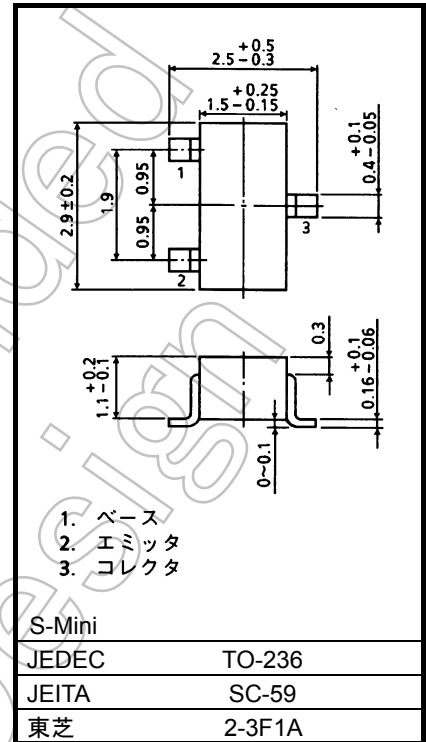 +0.5
2.5-0.3
+0.25
1.5-0.15
+0.1
0.4-0.05
2.9±0.2
1.9
0.95
0.95
1
2
3
+0.2
1.1-0.1
0.3
+0.1
0.16-0.06
0~0.1
1. ベース
2. エミッタ
3. コレクタ
S-Mini
JEDEC TO-236
JEITA SC-59
東芝 2-3F1A